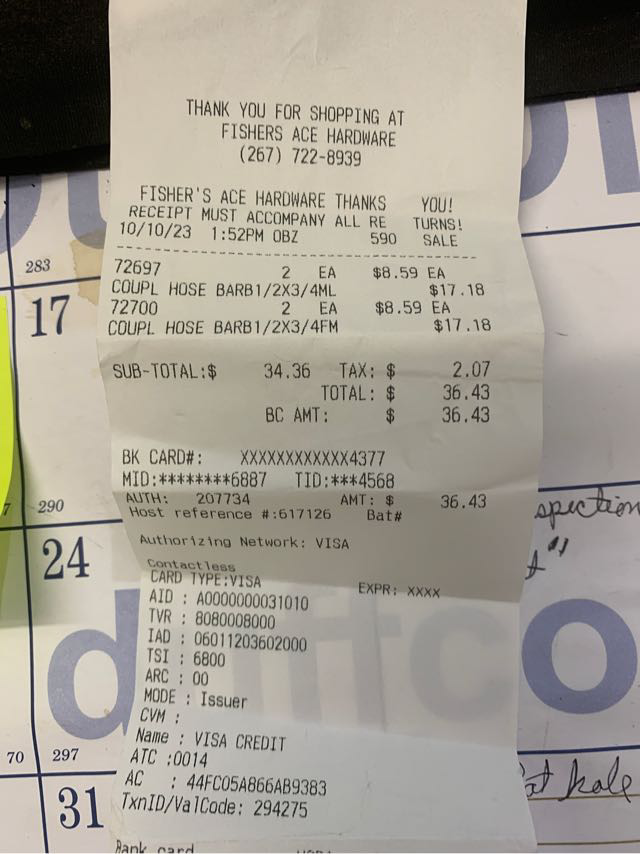 THANK YOU FOR SHOPPING AT
FISHERS ACE HARDWARE
(267) 722-8939
FISHER'S ACE HARDWARE THANKS YOU!
RECEIPT MUST ACCOMPANY ALL RE TURNS!
10/10/23 1:52PM OBZ 590 SALE
72697 2 EA $8.59 EA
COUPL HOSE BARB1/2X3/4ML $17.18
72700 2 EA $8.59 EA
COUPL HOSE BARB1/2X3/4FM $17.18
SUB-TOTAL:$ 34.36 TAX: $ 2.07
TOTAL: $ 36.43
BC AMT: $ 36.43
BK CARD#: XXXXXXXXXXXX4377
MID:********6887 TID:***4568
AUTH: 207734 AMT: $ 36.43
Host reference #:617126 Bat#
Authorizing Network: VISA
Contactless
CARD TYPE:VISA EXPR: XXXX
AID : A0000000031010
TVR : 8080008000
IAD : 06011203602000
TSI : 6800
ARC : 00
MODE : Issuer
CVM :
Name : VISA CREDIT
ATC :0014
AC : 44FC05A866AB9383
TxnID/ValCode: 294275
Bank card
283
17
7 290
24
70 297
31
spection